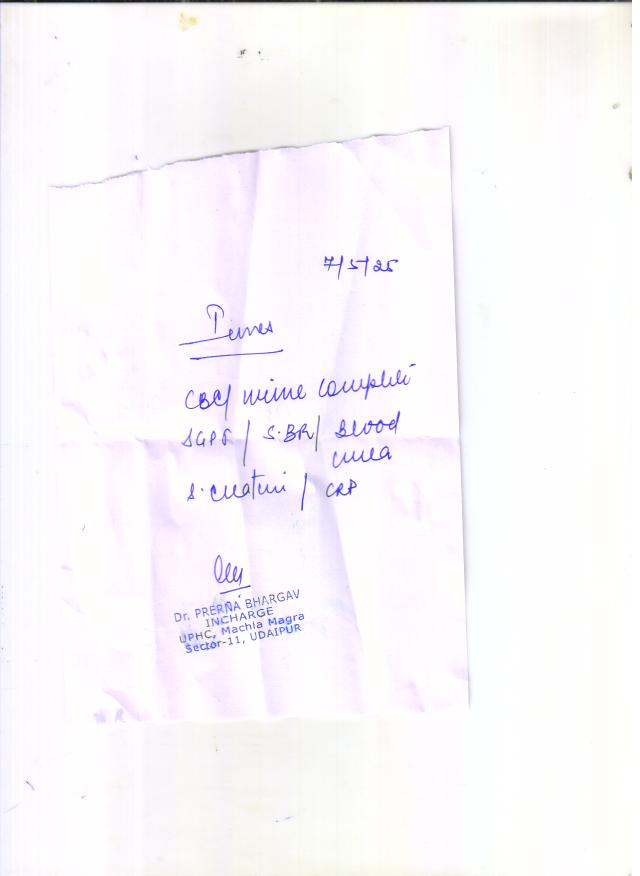 7/5/25
CBC/ urine complete
SGPT / S.BR/ Blood
urea
S. creatini / CRP
Dr. PRERNA BHARGAV
INCHARGE
UPHC, Machla Magra
Sector-11, UDAIPUR